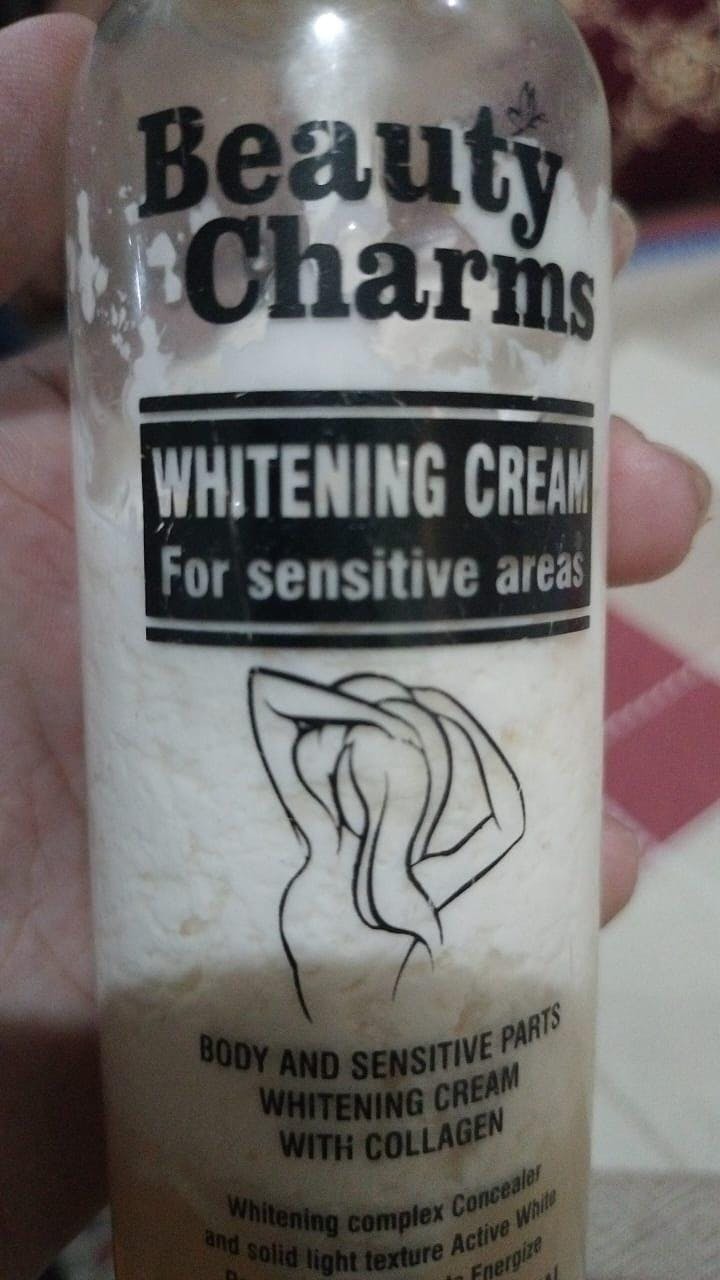 Beauty
Charms
WHITENING CREAM
For sensitive areas
BODY AND SENSITIVE PARTS
WHITENING CREAM
WITH COLLAGEN
Whitening complex Concealer
and solid light texture Active White
Energize